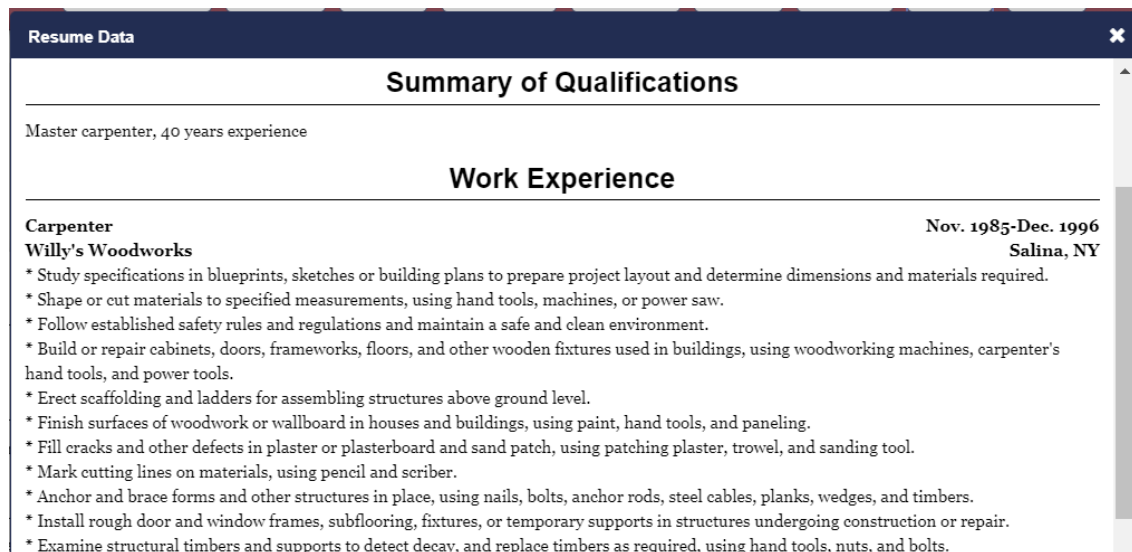 Resume Data
Summary of Qualifications
Master carpenter, 40 years experience
Work Experience
Carpenter Nov. 1985-Dec. 1996
Willy's Woodworks Salina, NY
* Study specifications in blueprints, sketches or building plans to prepare project layout and determine dimensions and materials required.
* Shape or cut materials to specified measurements, using hand tools, machines, or power saw.
* Follow established safety rules and regulations and maintain a safe and clean environment.
* Build or repair cabinets, doors, frameworks, floors, and other wooden fixtures used in buildings, using woodworking machines, carpenter's
hand tools, and power tools.
* Erect scaffolding and ladders for assembling structures above ground level.
* Finish surfaces of woodwork or wallboard in houses and buildings, using paint, hand tools, and paneling.
* Fill cracks and other defects in plaster or plasterboard and sand patch, using patching plaster, trowel, and sanding tool.
* Mark cutting lines on materials, using pencil and scriber.
* Anchor and brace forms and other structures in place, using nails, bolts, anchor rods, steel cables, planks, wedges, and timbers.
* Install rough door and window frames, subflooring, fixtures, or temporary supports in structures undergoing construction or repair.
* Examine structural timbers and supports to detect decay, and replace timbers as required, using hand tools, nuts, and bolts.